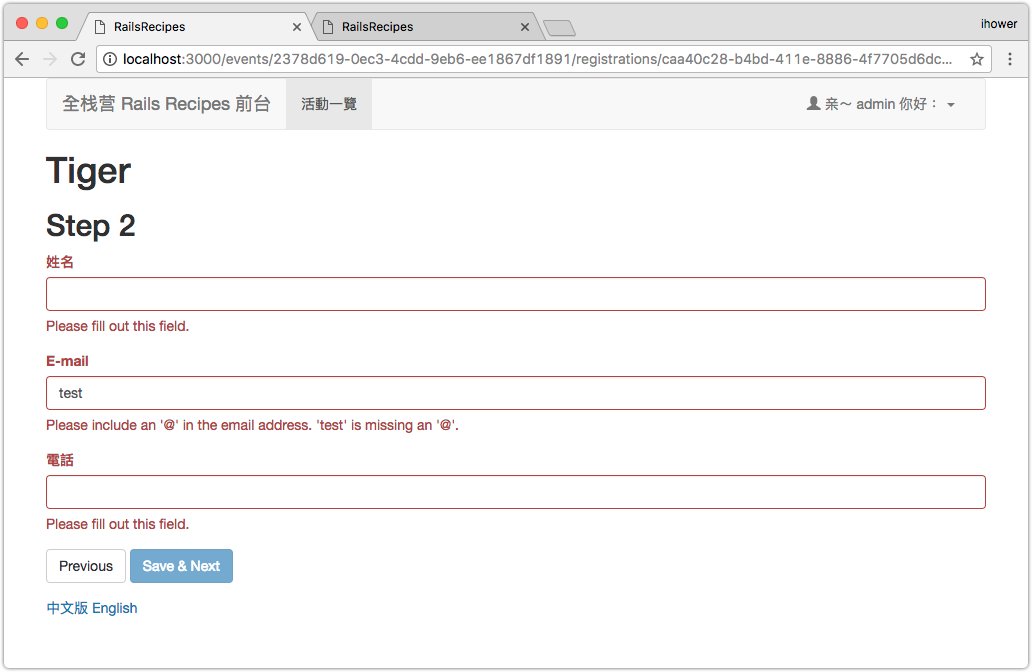 RailsRecipes
RailsRecipes
ihower
localhost:3000/events/2378d619-0ec3-4cdd-9eb6-ee1867df1891/registrations/caa40c28-b4bd-411e-8886-4f7705d6dc...
全栈营 Rails Recipes 前台 活動一覽 亲～ admin 你好：
Tiger
Step 2
姓名
Please fill out this field.
E-mail
test
Please include an '@' in the email address. 'test' is missing an '@'.
電話
Please fill out this field.
Previous Save & Next
中文版 English